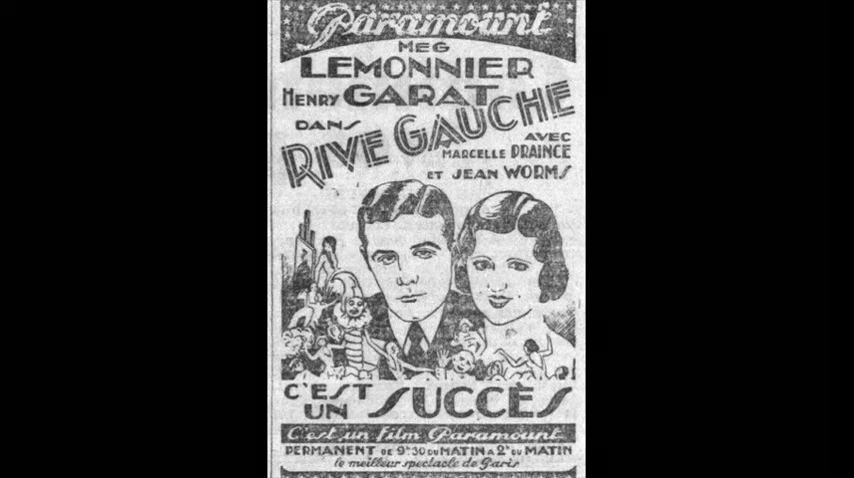 Paramount
MEG
LEMONNIER
HENRY GARAT
DANS
RIVE GAUCHE
AVEC
MARCELLE PRAINCE
ET JEAN WORMS
C'EST
UN SUCCÈS
C'est un film Paramount
PERMANENT DE 9H30 DU MATIN A 2H DU MATIN
le meilleur spectacle de Paris